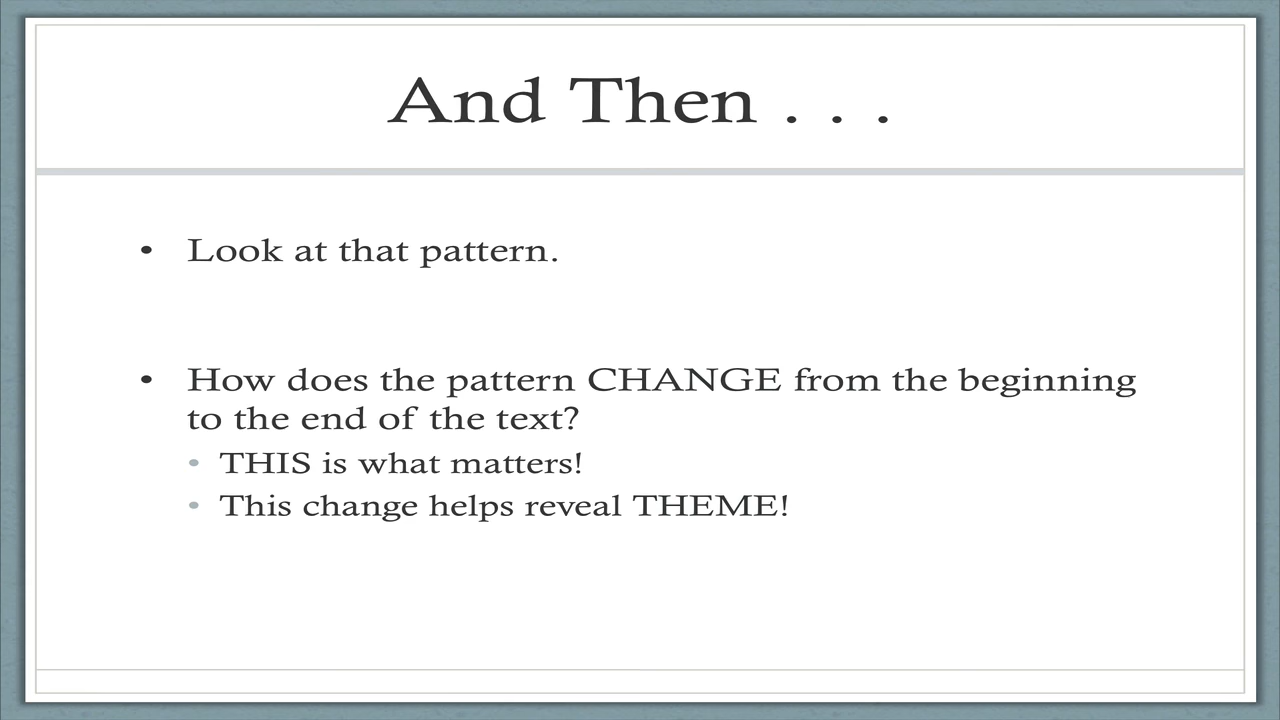 And Then . . .
• Look at that pattern.
• How does the pattern CHANGE from the beginning
to the end of the text?
• THIS is what matters!
• This change helps reveal THEME!